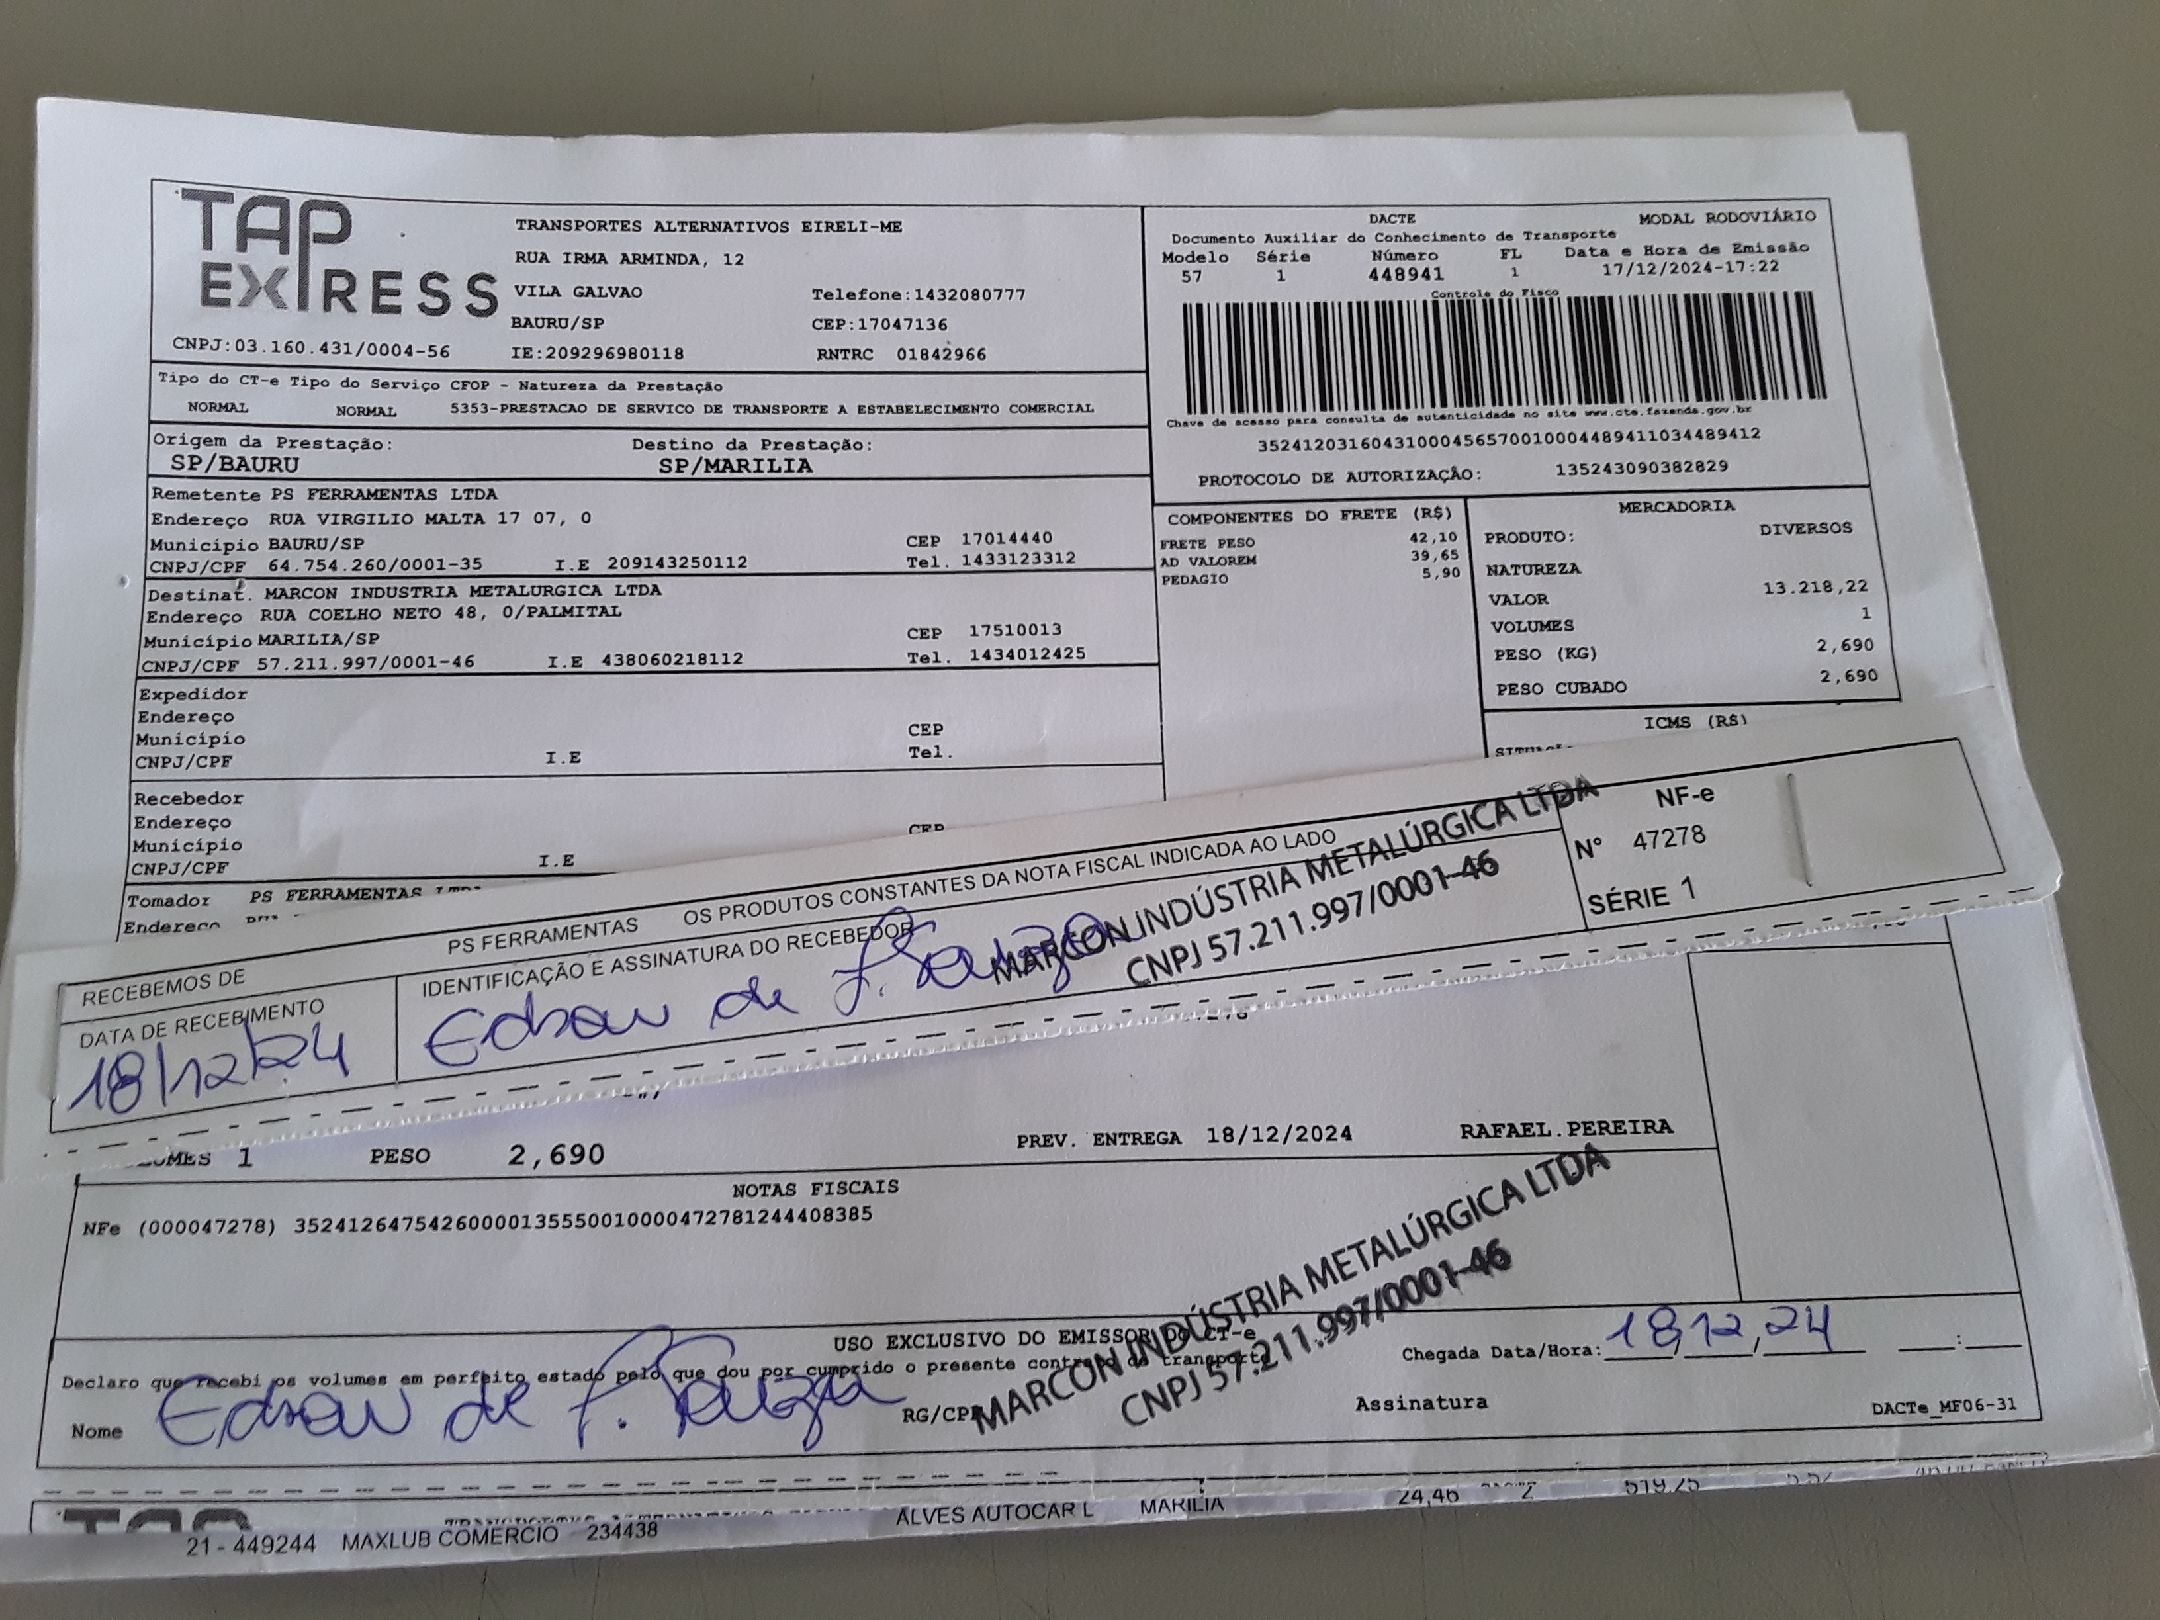 TAP EXPRESS
CNPJ:03.160.431/0004-56
TRANSPORTES ALTERNATIVOS EIRELI-ME
RUA IRMA ARMINDA, 12
VILA GALVAO Telefone:1432080777
BAURU/SP CEP:17047136
IE:209296980118 RNTRC 01842966
DACTE MODAL RODOVIÁRIO
Documento Auxiliar do Conhecimento de Transporte
Modelo Série Número FL Data e Hora de Emissão
57 1 448941 1 17/12/2024-17:22
Controle do Fisco
Chave de acesso para consulta de autenticidade no site www.cte.fazenda.gov.br
35241203160431000456570010004489411034489412
PROTOCOLO DE AUTORIZAÇÃO: 135243090382829
Tipo do CT-e Tipo do Serviço CFOP - Natureza da Prestação
NORMAL NORMAL 5353-PRESTACAO DE SERVICO DE TRANSPORTE A ESTABELECIMENTO COMERCIAL
Origem da Prestação: Destino da Prestação:
SP/BAURU SP/MARILIA
Remetente PS FERRAMENTAS LTDA
Endereço RUA VIRGILIO MALTA 17 07, 0
Município BAURU/SP CEP 17014440
CNPJ/CPF 64.754.260/0001-35 I.E 209143250112 Tel. 1433123312
Destinat. MARCON INDUSTRIA METALURGICA LTDA
Endereço RUA COELHO NETO 48, 0/PALMITAL
Município MARILIA/SP CEP 17510013
CNPJ/CPF 57.211.997/0001-46 I.E 438060218112 Tel. 1434012425
Expedidor
Endereço
Município CEP
CNPJ/CPF I.E Tel.
Recebedor
Endereço
Município CEP
CNPJ/CPF I.E
Tomador PS FERRAMENTAS
Endereço
COMPONENTES DO FRETE (R$)
FRETE PESO 42,10
AD VALOREM 39,65
PEDAGIO 5,90
MERCADORIA
PRODUTO: DIVERSOS
NATUREZA
VALOR 13.218,22
VOLUMES 1
PESO (KG) 2,690
PESO CUBADO 2,690
ICMS (R$)
RECEBEMOS DE PS FERRAMENTAS OS PRODUTOS CONSTANTES DA NOTA FISCAL INDICADA AO LADO
DATA DE RECEBIMENTO IDENTIFICAÇÃO E ASSINATURA DO RECEBEDOR
18/12/24 Edson de F. Souza
MARCON INDÚSTRIA METALÚRGICA LTDA
CNPJ 57.211.997/0001-46
NF-e
Nº 47278
SÉRIE 1
1 PESO 2,690 PREV. ENTREGA 18/12/2024 RAFAEL.PEREIRA
NOTAS FISCAIS
NFe (000047278) 35241264754260000135550010000472781244408385
MARCON INDÚSTRIA METALÚRGICA LTDA
CNPJ 57.211.997/0001-46
USO EXCLUSIVO DO EMISSOR DO CT-e
Declaro que recebi os volumes em perfeito estado pelo que dou por cumprido o presente contrato de transporte
Chegada Data/Hora: 18/12/24 :
Nome Edson de F. Souza RG/CPF Assinatura DACTe_MF06-31
21 - 449244 MAXLUB COMERCIO 234438 ALVES AUTOCAR L MARILIA 24,46 2 519,75